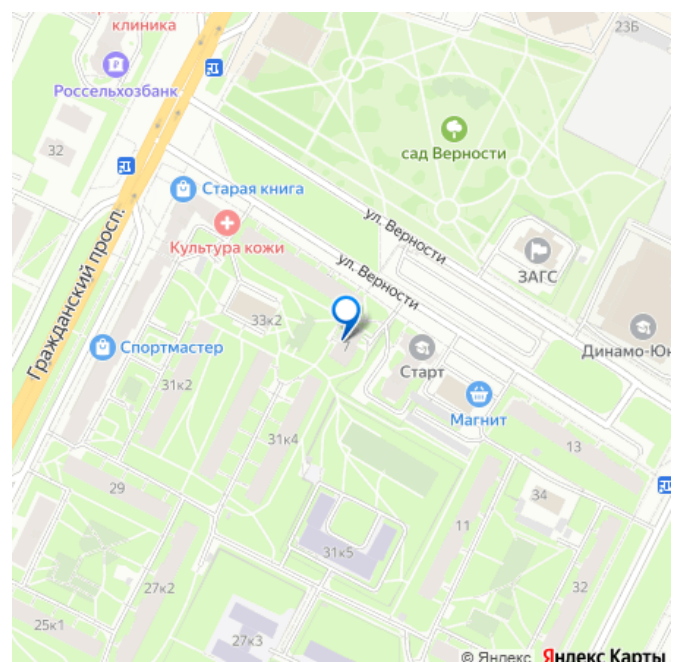 клиника
23Б
Россельхозбанк
32
сад Верности
Старая книга
ул. Верности
Культура кожи
ул. Верности
ЗАГС
Гражданский просп.
33к2
7
Динамо-Юн
Спортмастер
Старт
31к2
Магнит
31к4
13
29
34
11
31к5
27к2
32
25к1
27к3
© Яндекс Яндекс Карты